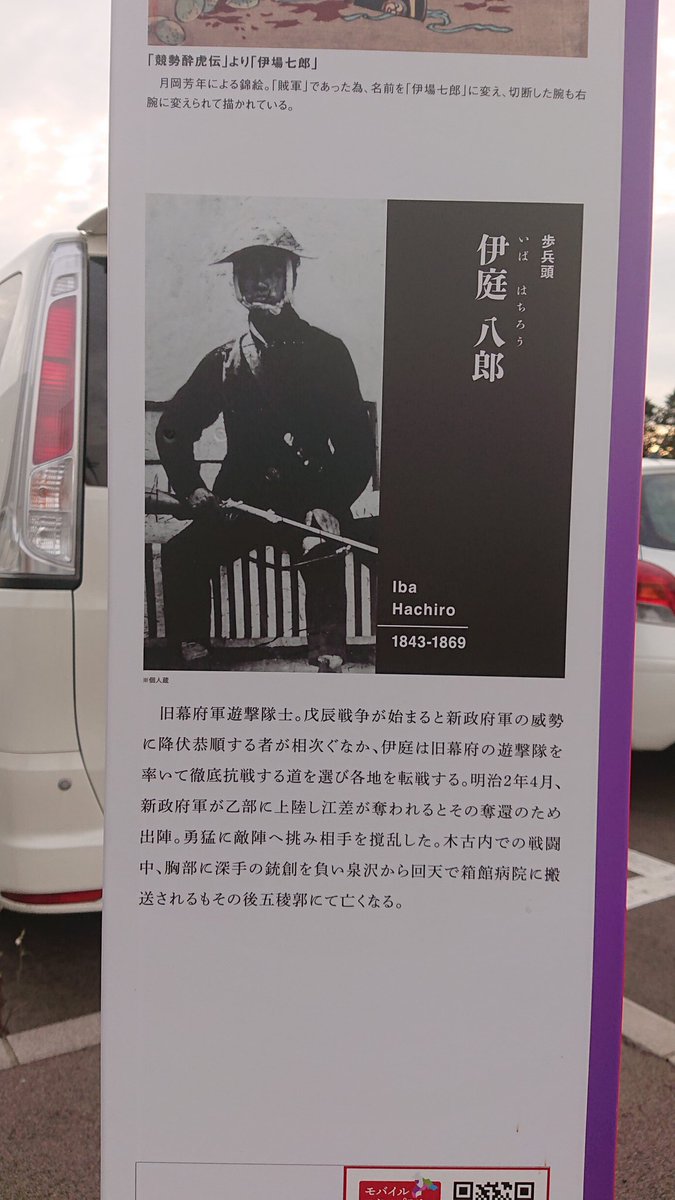 「競勢酔虎伝」より「伊場七郎」
月岡芳年による錦絵。「賊軍」であった為、名前を「伊場七郎」に変え、切断した腕も右
腕に変えられて描かれている。
歩兵頭
いば はちろう
伊庭 八郎
Iba
Hachiro
1843-1869
※個人蔵
旧幕府軍遊撃隊士。戊辰戦争が始まると新政府軍の威勢
に降伏恭順する者が相次ぐなか、伊庭は旧幕府の遊撃隊を
率いて徹底抗戦する道を選び各地を転戦する。明治2年4月、
新政府軍が乙部に上陸し江差が奪われるとその奪還のため
出陣。勇猛に敵陣へ挑み相手を撹乱した。木古内での戦闘
中、胸部に深手の銃創を負い泉沢から回天で箱館病院に搬
送されるもその後五稜郭にて亡くなる。
モバイル